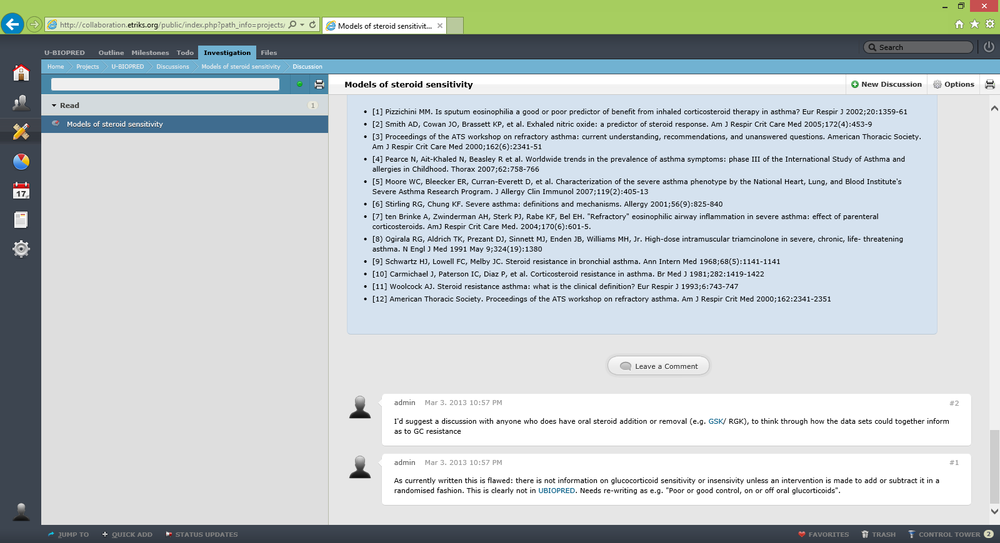 http://collaboration.etriks.org/public/index.php?path_info=projects/
Models of steroid sensitivit...
U-BIOPRED Outline Milestones Todo Investigation Files
Search
Home Projects U-BIOPRED Discussions Models of steroid sensitivity Discussion
Models of steroid sensitivity
New Discussion
Options
Read
1
Models of steroid sensitivity
17
• [1] Pizzichini MM. Is sputum eosinophilia a good or poor predictor of benefit from inhaled corticosteroid therapy in asthma? Eur Respir J 2002;20:1359-61
• [2] Smith AD, Cowan JO, Brassett KP, et al. Exhaled nitric oxide: a predictor of steroid response. Am J Respir Crit Care Med 2005;172(4):453-9
• [3] Proceedings of the ATS workshop on refractory asthma: current understanding, recommendations, and unanswered questions. American Thoracic Society.
Am J Respir Crit Care Med 2000;162(6):2341-51
• [4] Pearce N, Ait-Khaled N, Beasley R et al. Worldwide trends in the prevalence of asthma symptoms: phase III of the International Study of Asthma and
allergies in Childhood. Thorax 2007;62:758-766
• [5] Moore WC, Bleecker ER, Curran-Everett D, et al. Characterization of the severe asthma phenotype by the National Heart, Lung, and Blood Institute's
Severe Asthma Research Program. J Allergy Clin Immunol 2007;119(2):405-13
• [6] Stirling RG, Chung KF. Severe asthma: definitions and mechanisms. Allergy 2001;56(9):825-840
• [7] ten Brinke A, Zwinderman AH, Sterk PJ, Rabe KF, Bel EH. "Refractory" eosinophilic airway inflammation in severe asthma: effect of parenteral
corticosteroids. AmJ Respir Crit Care Med. 2004;170(6):601-5.
• [8) Ogirala RG, Aldrich TK, Prezant DJ, Sinnett MJ, Enden JB, Williams MH, Jr. High-dose intramuscular triamcinolone in severe, chronic, life- threatening
asthma. N Engl J Med 1991 May 9;324(19):1380
• [9] Schwartz HJ, Lowell FC, Melby JC. Steroid resistance in bronchial asthma. Ann Intern Med 1968;68(5):1141-1141
• [10] Carmichael J, Paterson IC, Diaz P, et al. Corticosteroid resistance in asthma. Br Med J 1981;282:1419-1422
• [11] Woolcock AJ. Steroid resistance asthma: what is the clinical definition? Eur Respir J 1993;6:743-747
• [12] American Thoracic Society. Proceedings of the ATS workshop on refractory asthma. Am J Respir Crit Med 2000;162:2341-2351
Leave a Comment
admin Mar 3. 2013 10:57 PM #2
I'd suggest a discussion with anyone who does have oral steroid addition or removal (e.g. GSK/ RGK), to think through how the data sets could together inform
as to GC resistance
admin Mar 3. 2013 10:57 PM #1
As currently written this is flawed: there is not information on glucocorticoid sensitivity or insensivity unless an intervention is made to add or subtract it in a
randomised fashion. This is clearly not in UBIOPRED. Needs re-writing as e.g. "Poor or good control, on or off oral glucorticoids".
JUMP TO QUICK ADD STATUS UPDATES FAVORITES TRASH CONTROL TOWER 2